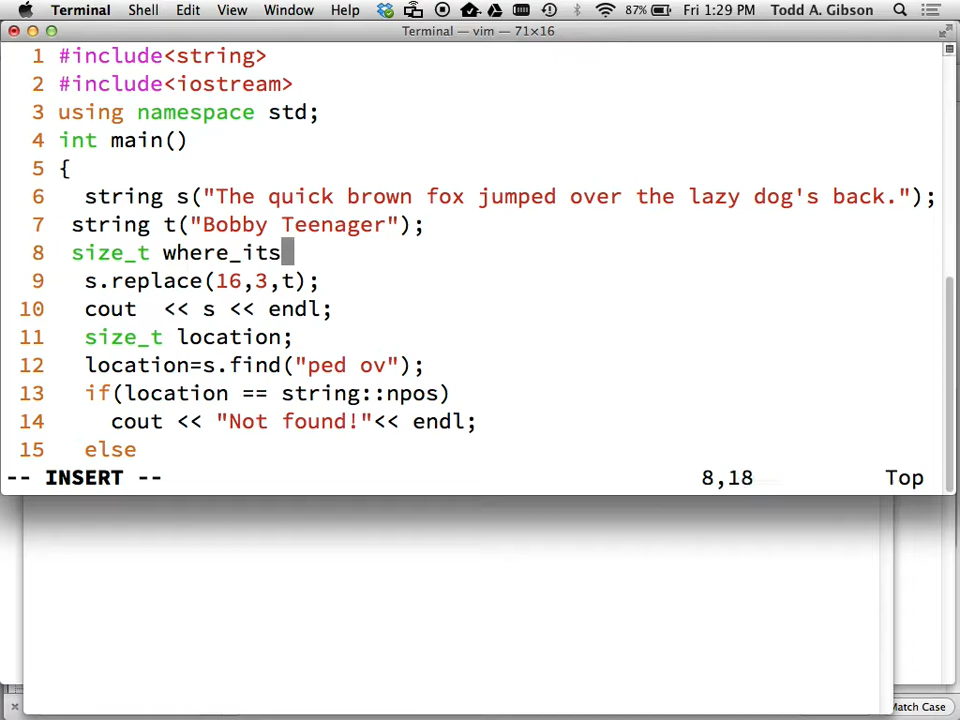 Terminal Shell Edit View Window Help 87% Fri 1:29 PM Todd A. Gibson
Terminal — vim — 71×16
1 #include<string>
2 #include<iostream>
3 using namespace std;
4 int main()
5 {
6   string s("The quick brown fox jumped over the lazy dog's back.");
7  string t("Bobby Teenager");
8  size_t where_its
9   s.replace(16,3,t);
10   cout  << s << endl;
11   size_t location;
12   location=s.find("ped ov");
13   if(location == string::npos)
14     cout << "Not found!"<< endl;
15   else
-- INSERT -- 8,18 Top
Match Case